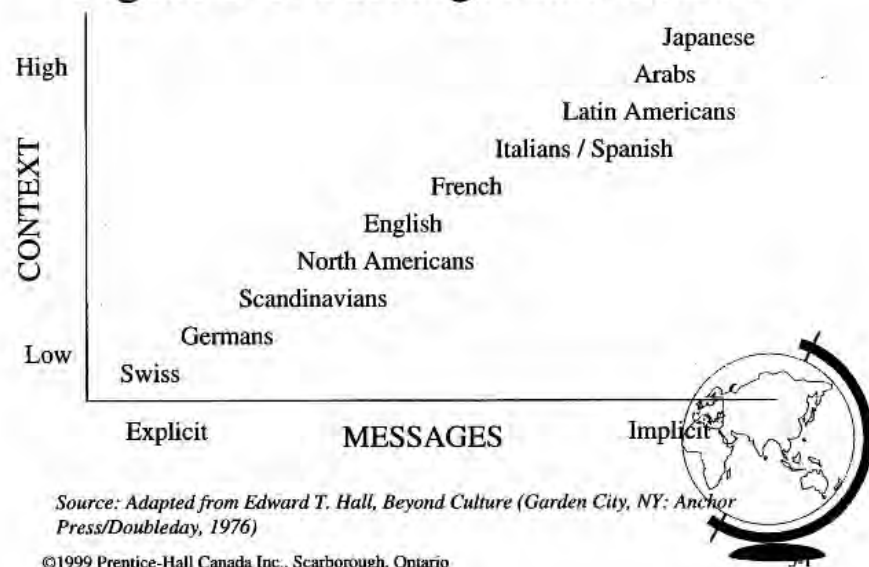 High
Japanese
Arabs
Latin Americans
Italians / Spanish
French
CONTEXT
English
North Americans
Scandinavians
Germans
Low
Swiss
Explicit
MESSAGES
Implicit
Source: Adapted from Edward T. Hall, Beyond Culture (Garden City, NY: Anchor
Press/Doubleday, 1976)
©1999 Prentice-Hall Canada Inc., Scarborough, Ontario